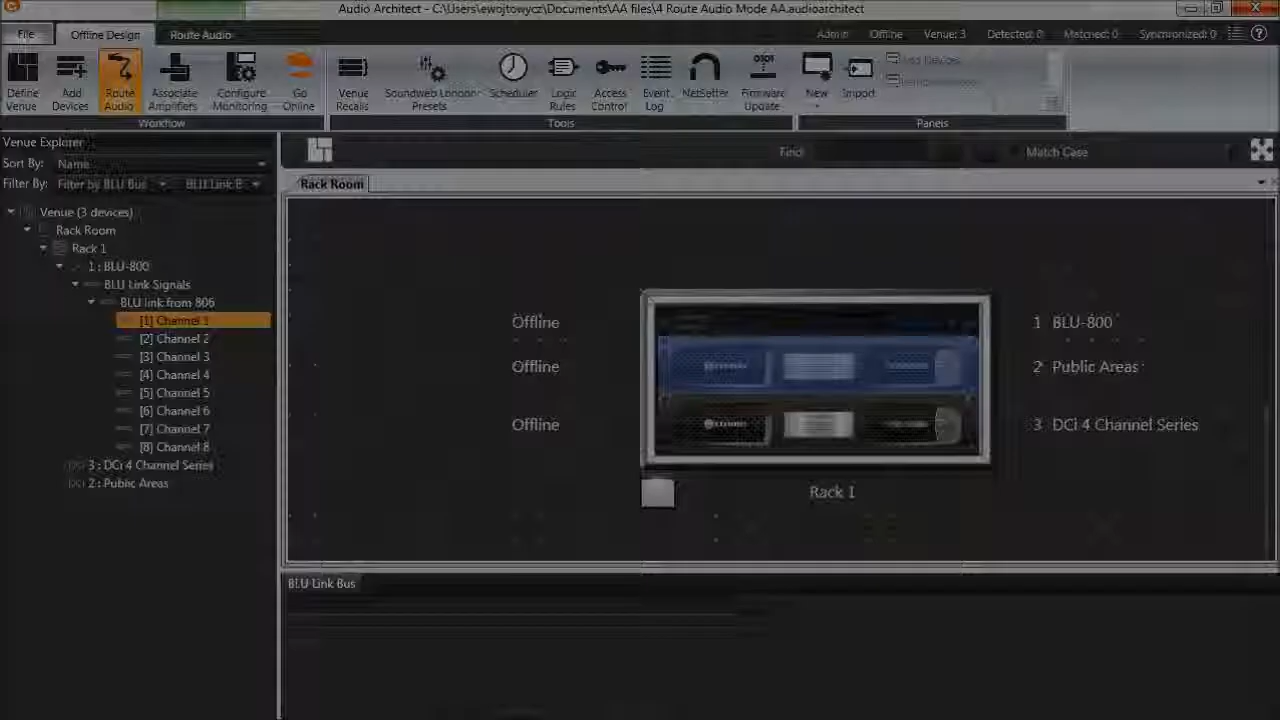 Audio Architect - C:\Users\ewojtowycz\Documents\AA files\4 Route Audio Mode AA.audioarchitect
File Offline Design Route Audio Admin Offline Venue: 3 Detected: 0 Matched: 0 Synchronized: 0
Define Venue Add Devices Route Audio Associate Amplifiers Configure Monitoring Go Online Venue Recalls Soundweb London Presets Scheduler Logic Rules Access Control Event Log NetSetter Firmware Update New Import
Workflow Tools Panels
Venue Explorer
Sort By: Name
Filter By: Filter by BLU Bus BLU Link B
Find: Match Case
Rack Room
Venue (3 devices)
Rack Room
Rack 1
1 : BLU-800
BLU Link Signals
BLU link from 806
[1] Channel 1
[2] Channel 2
[3] Channel 3
[4] Channel 4
[5] Channel 5
[6] Channel 6
[7] Channel 7
[8] Channel 8
3 : DCi 4 Channel Series
2 : Public Areas
Offline 1 BLU-800
Offline 2 Public Areas
Offline 3 DCi 4 Channel Series
Rack 1
BLU Link Bus